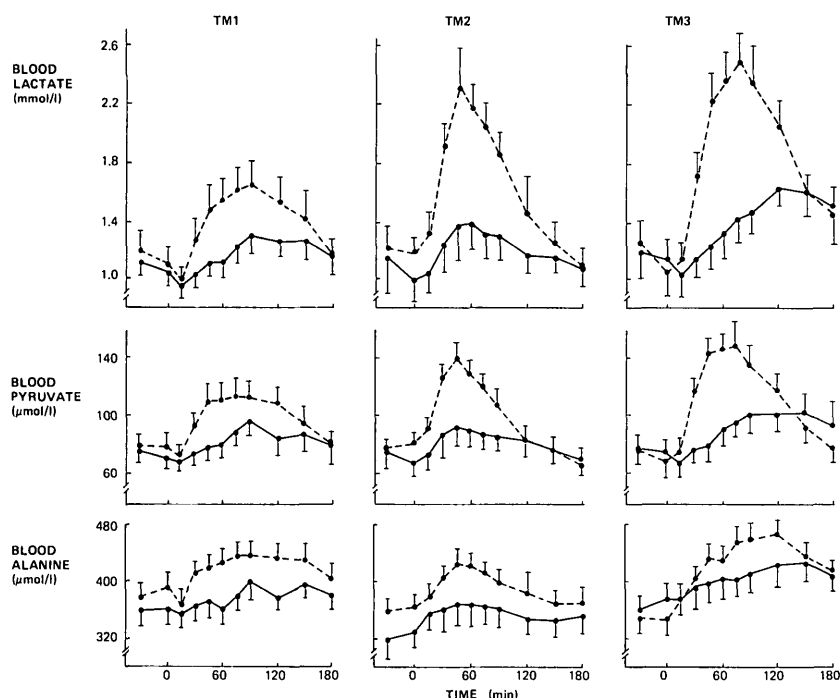 TM1 TM2 TM3
BLOOD
LACTATE
(mmol/l)
2.6
2.2
1.8
1.4
1.0
BLOOD
PYRUVATE
(μmol/l)
140
100
60
BLOOD
ALANINE
(μmol/l)
480
400
320
0 60 120 180 0 60 120 180 0 60 120 180
TIME (min)